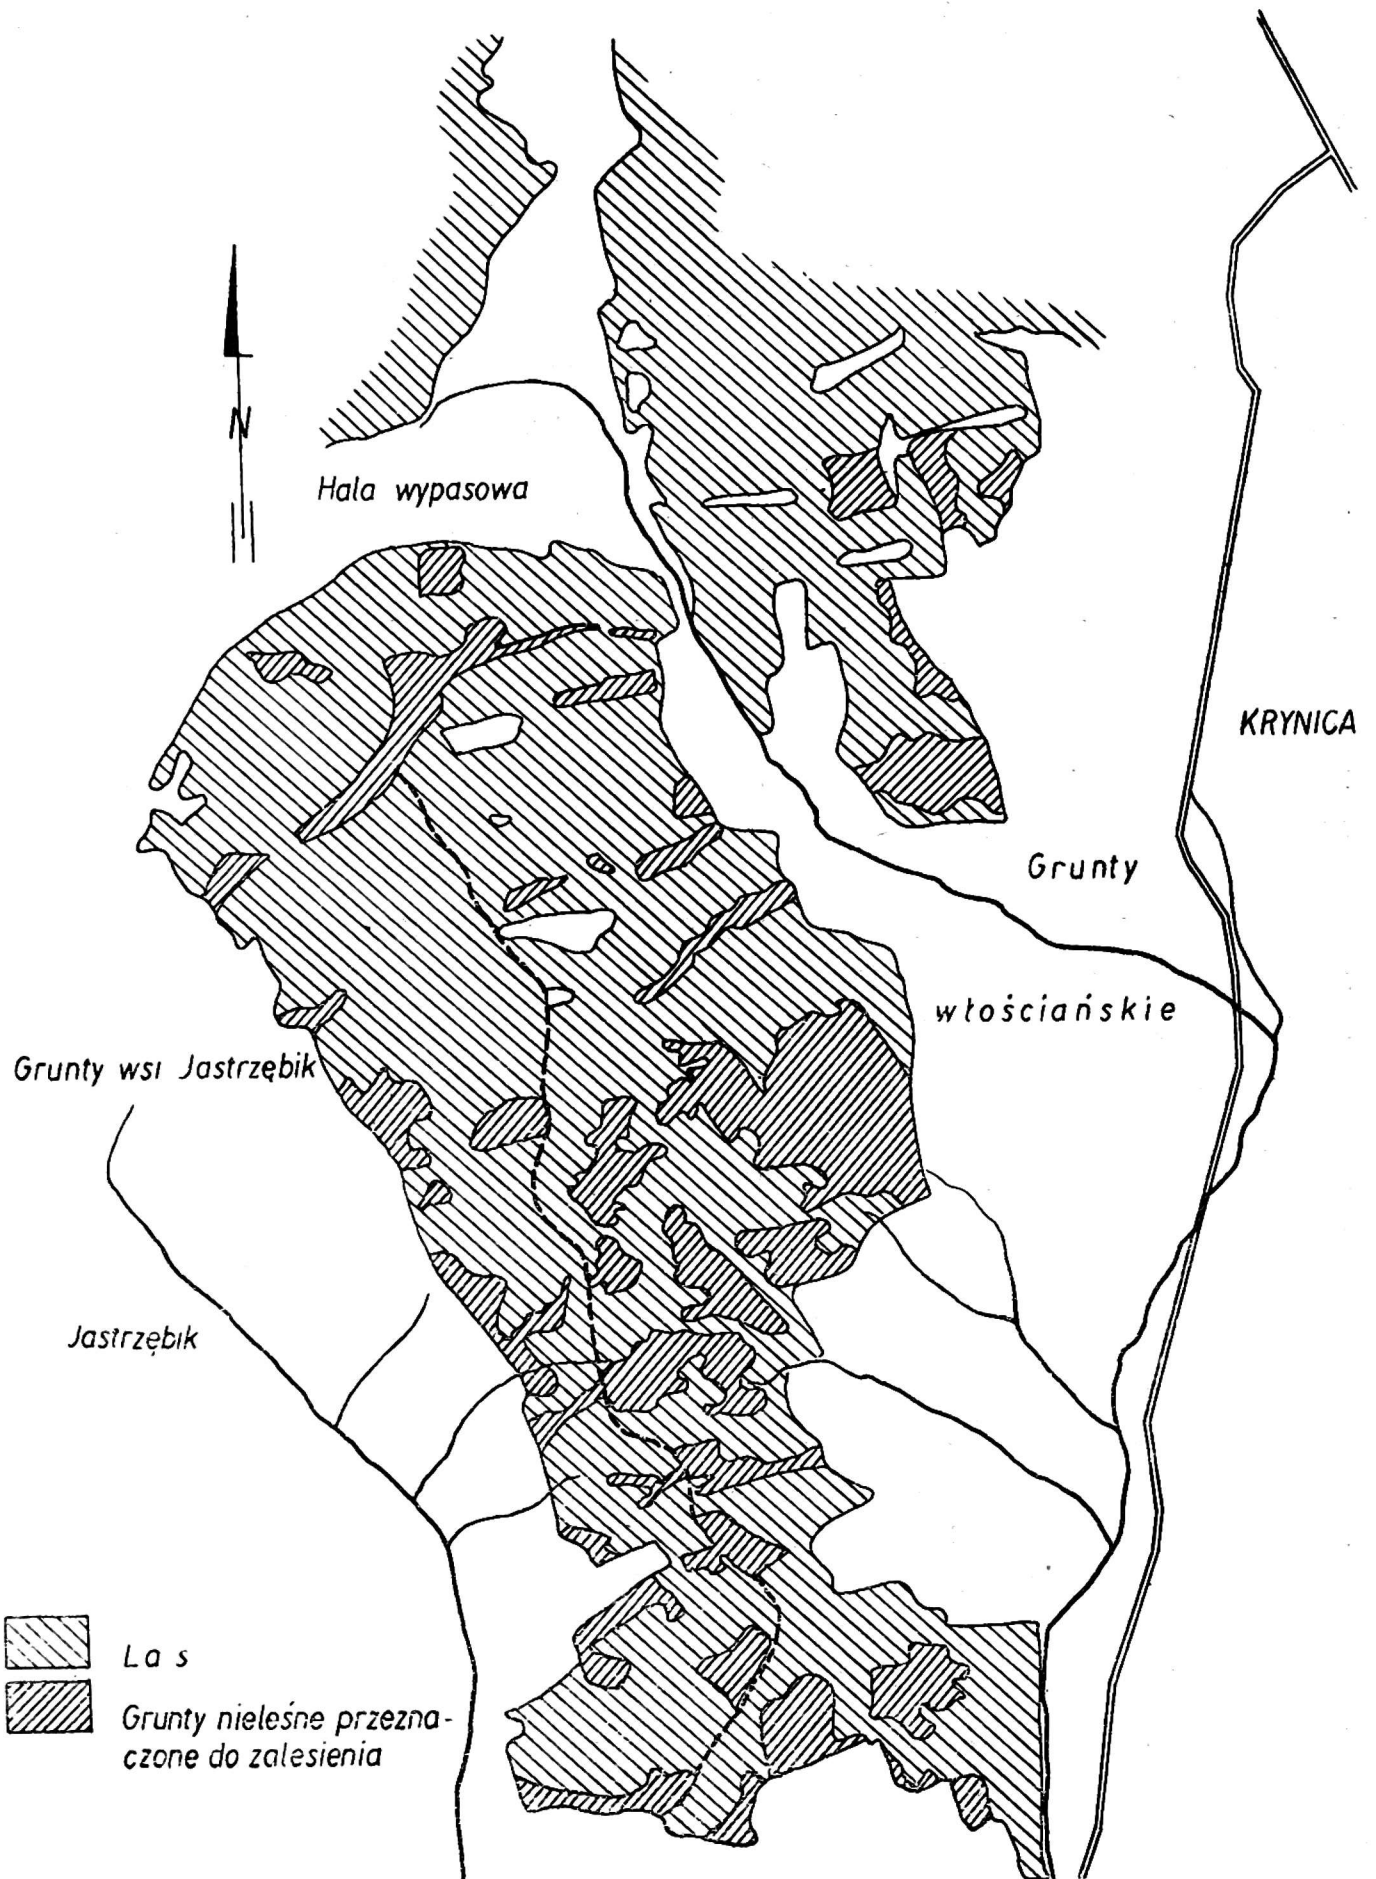 N
Hala wypasowa
KRYNICA
Grunty
włościańskie
Grunty wsi Jastrzębik
Jastrzębik
Las
Grunty nieleśne przezna-
czone do zalesienia